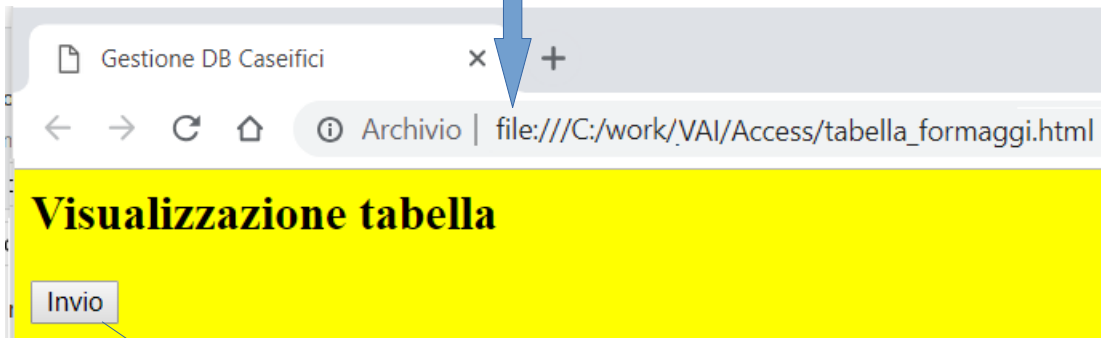 Gestione DB Caseifici
Archivio | file:///C:/work/VAI/Access/tabella_formaggi.html
Visualizzazione tabella
Invio